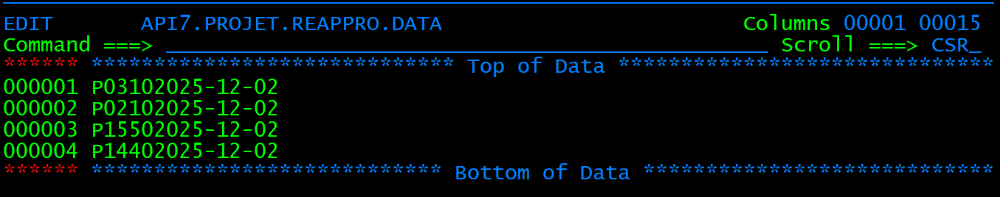 EDIT API7.PROJET.REAPPRO.DATA Columns 00001 00015
Command ===> Scroll ===> CSR_
****** ***************************** Top of Data ******************************
000001 P03102025-12-02
000002 P02102025-12-02
000003 P15502025-12-02
000004 P14402025-12-02
****** **************************** Bottom of Data ****************************